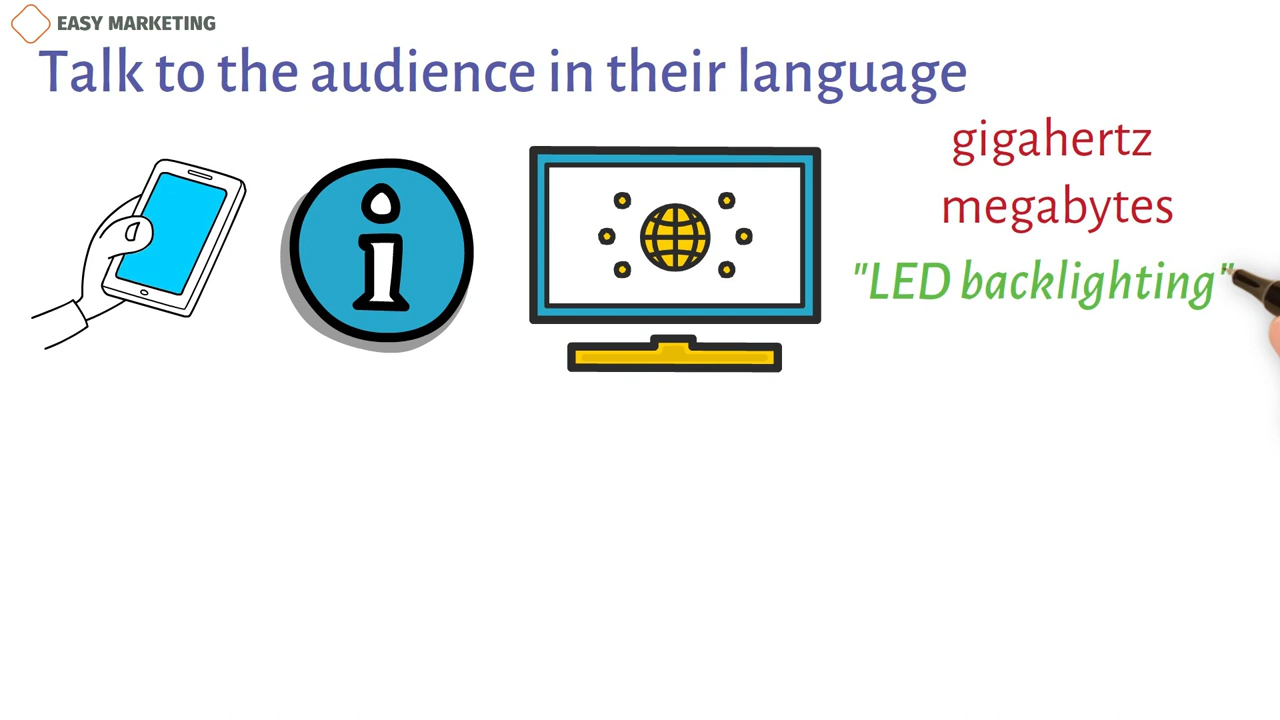 EASY MARKETING
Talk to the audience in their language
gigahertz
megabytes
"LED backlighting"